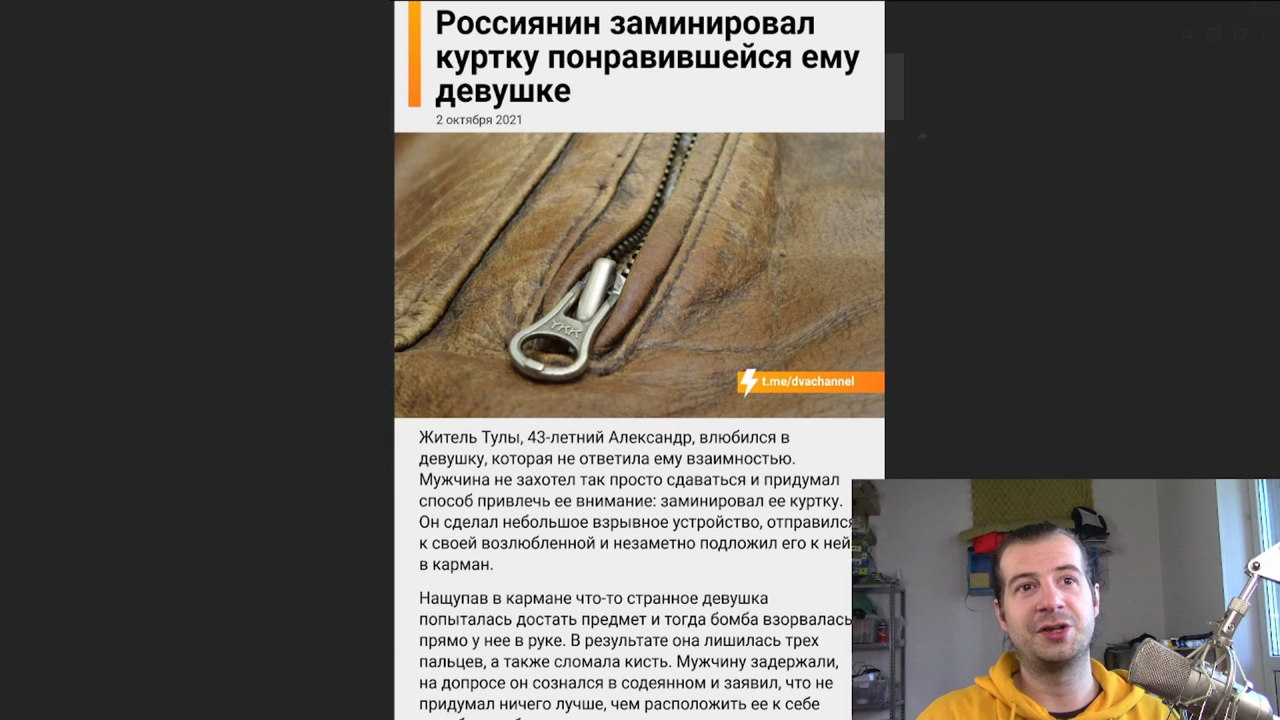 Россиянин заминировал
куртку понравившейся ему
девушке
2 октября 2021
YKK
t.me/dvachannel
Житель Тулы, 43-летний Александр, влюбился в
девушку, которая не ответила ему взаимностью.
Мужчина не захотел так просто сдаваться и придумал
способ привлечь ее внимание: заминировал ее куртку.
Он сделал небольшое взрывное устройство, отправился
к своей возлюбленной и незаметно подложил его к ней
в карман.
Нащупав в кармане что-то странное девушка
попыталась достать предмет и тогда бомба взорвалась
прямо у нее в руке. В результате она лишилась трех
пальцев, а также сломала кисть. Мужчину задержали,
на допросе он сознался в содеянном и заявил, что не
придумал ничего лучше, чем расположить ее к себе